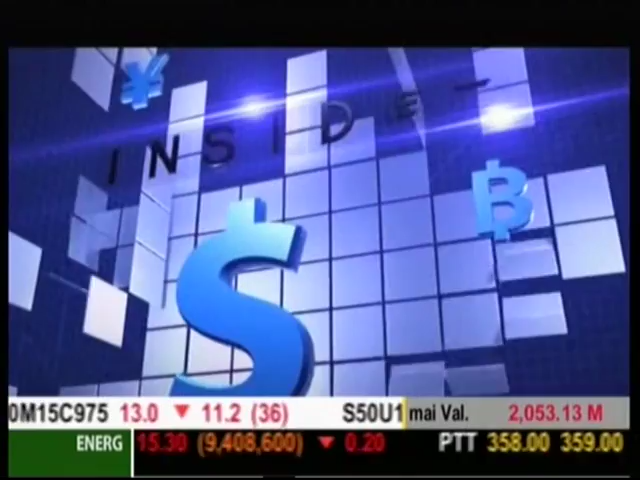 ¥
INSIDE
฿
$
0M15C975 13.0 ▼ 11.2 (36) S50U1 mai Val. 2,053.13 M
ENERG 15.30 (9,408,600) ▼ 0.20 PTT 358.00 359.00